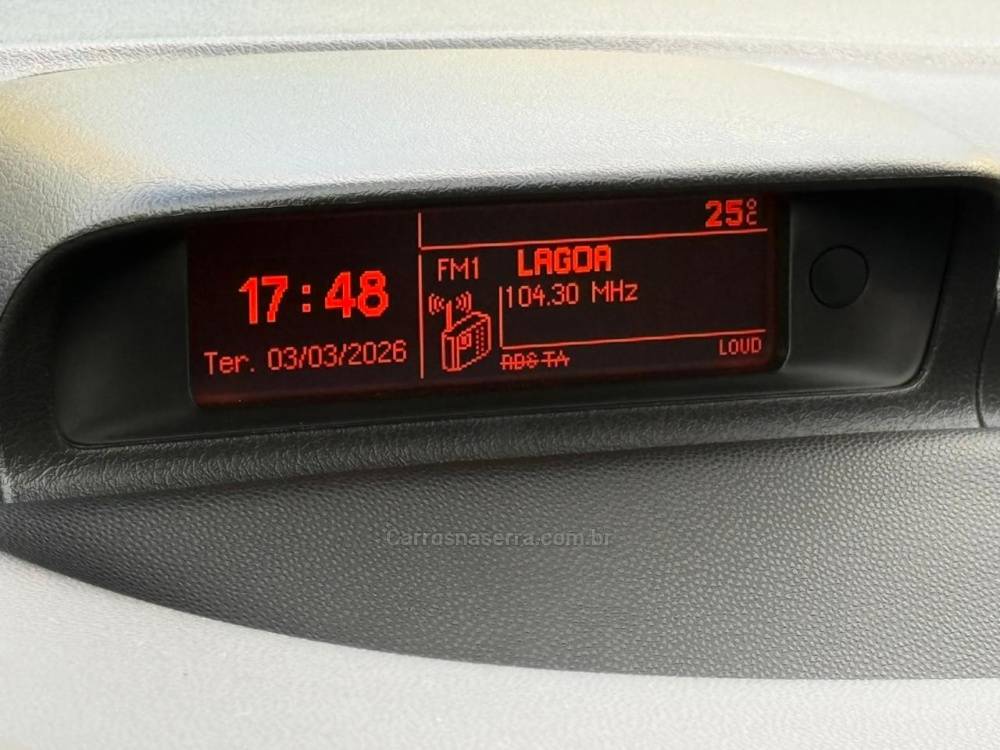 25°C
17:48
FM1 LAGOA
104.30 MHz
Ter. 03/03/2026
RDS TA
LOUD
Carrosnaserra.com.br